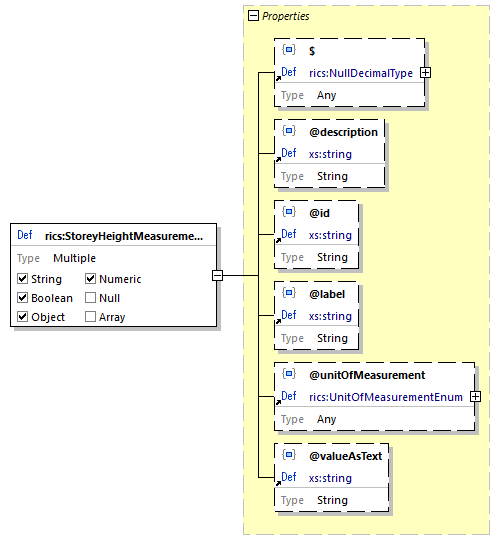 Properties
$
Def rics:NullDecimalType
Type Any
@description
Def xs:string
Type String
@id
Def xs:string
Type String
Def rics:StoreyHeightMeasureme...
Type Multiple
String Numeric
Boolean Null
Object Array
@label
Def xs:string
Type String
@unitOfMeasurement
Def rics:UnitOfMeasurementEnum
Type Any
@valueAsText
Def xs:string
Type String